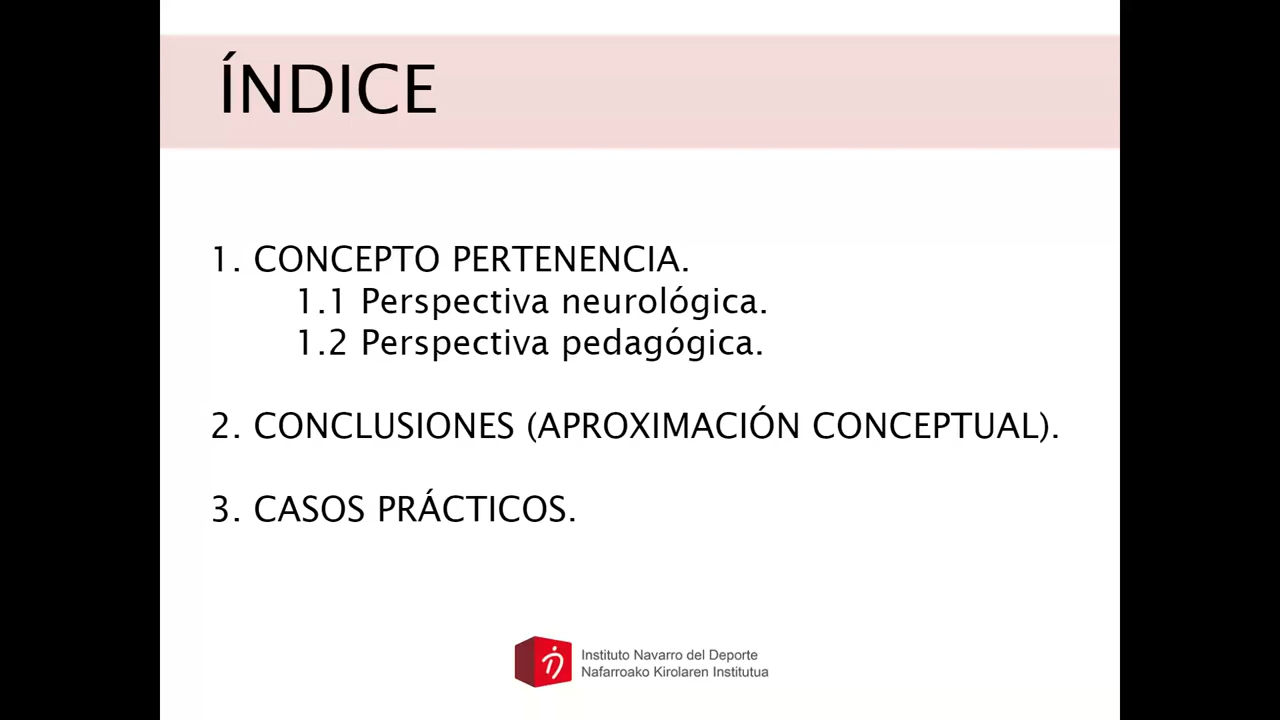 ÍNDICE
1. CONCEPTO PERTENENCIA.
1.1 Perspectiva neurológica.
1.2 Perspectiva pedagógica.
2. CONCLUSIONES (APROXIMACIÓN CONCEPTUAL).
3. CASOS PRÁCTICOS.
Instituto Navarro del Deporte
Nafarroako Kirolaren Institutua